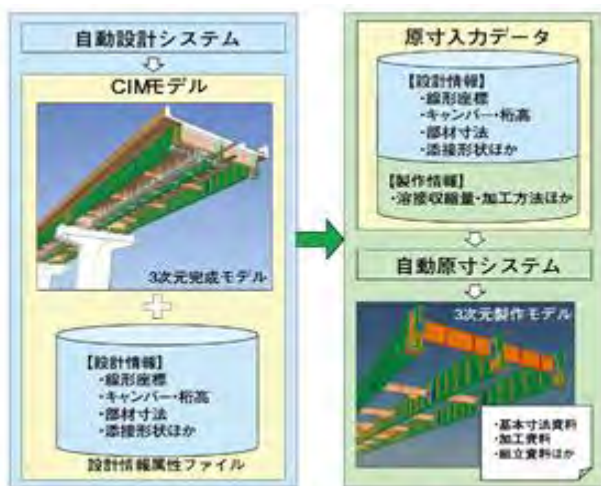 自動設計システム
CIMモデル
3次元完成モデル
【設計情報】
・線形座標
・キャンバー・桁高
・部材寸法
・添接形状ほか
設計情報属性ファイル
原寸入力データ
【設計情報】
・線形座標
・キャンバー・桁高
・部材寸法
・添接形状ほか
【製作情報】
・溶接収縮量・加工方法ほか
自動原寸システム
3次元製作モデル
・基本寸法資料
・加工資料
・組立資料ほか